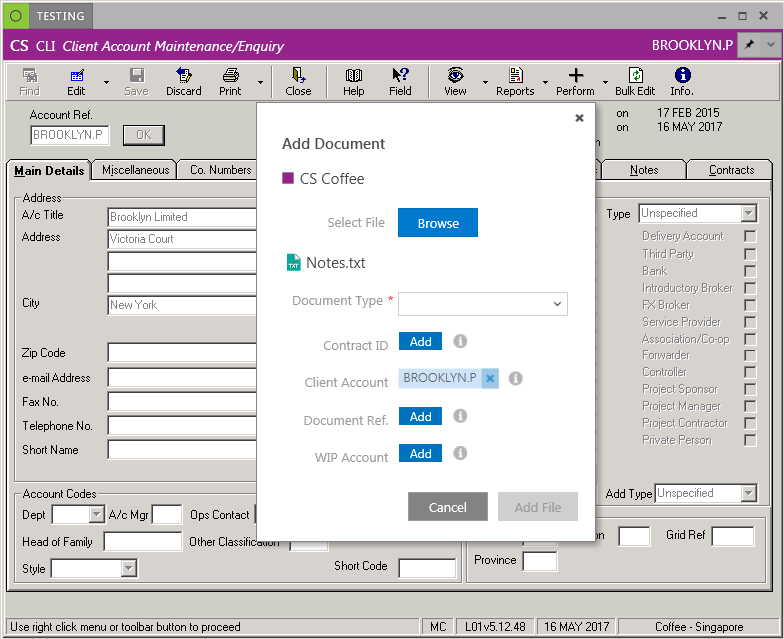 TESTING
CS CLI Client Account Maintenance/Enquiry BROOKLYN.P
Find Edit Save Discard Print Close Help Field View Reports Perform Bulk Edit Info.
Account Ref.
BROOKLYN.P OK
on 17 FEB 2015
on 16 MAY 2017
Main Details Miscellaneous Co. Numbers Notes Contracts
Address
A/c Title Brooklyn Limited
Address Victoria Court
City New York
Zip Code
e-mail Address
Fax No.
Telephone No.
Short Name
Type Unspecified
Delivery Account
Third Party
Bank
Introductory Broker
FX Broker
Service Provider
Association/Co-op
Forwarder
Controller
Project Sponsor
Project Manager
Project Contractor
Private Person
Add Type Unspecified
Add Document
CS Coffee
Select File Browse
TXT Notes.txt
Document Type *
Contract ID Add
Client Account BROOKLYN.P
Document Ref. Add
WIP Account Add
Cancel Add File
Account Codes
Dept A/c Mgr Ops Contact
Head of Family Other Classification
Style Short Code
Grid Ref
Province
Use right click menu or toolbar button to proceed MC L01v5.12.48 16 MAY 2017 Coffee - Singapore